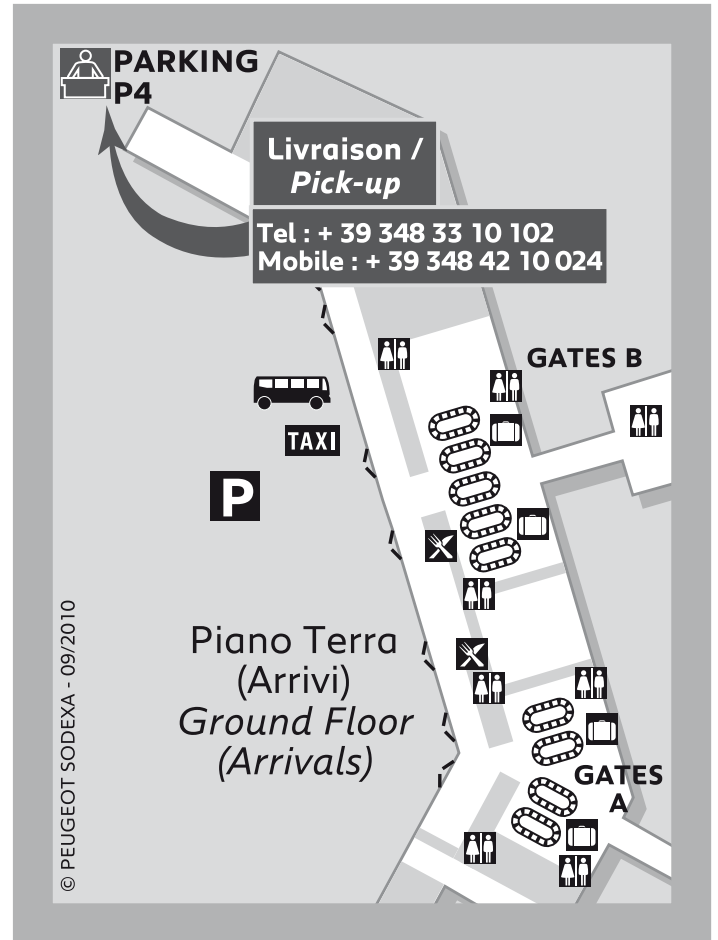 PARKING
P4
Livraison /
Pick-up
Tel : + 39 348 33 10 102
Mobile : + 39 348 42 10 024
GATES B
TAXI
P
Piano Terra
(Arrivi)
Ground Floor
(Arrivals)
GATES
A
© PEUGEOT SODEXA - 09/2010